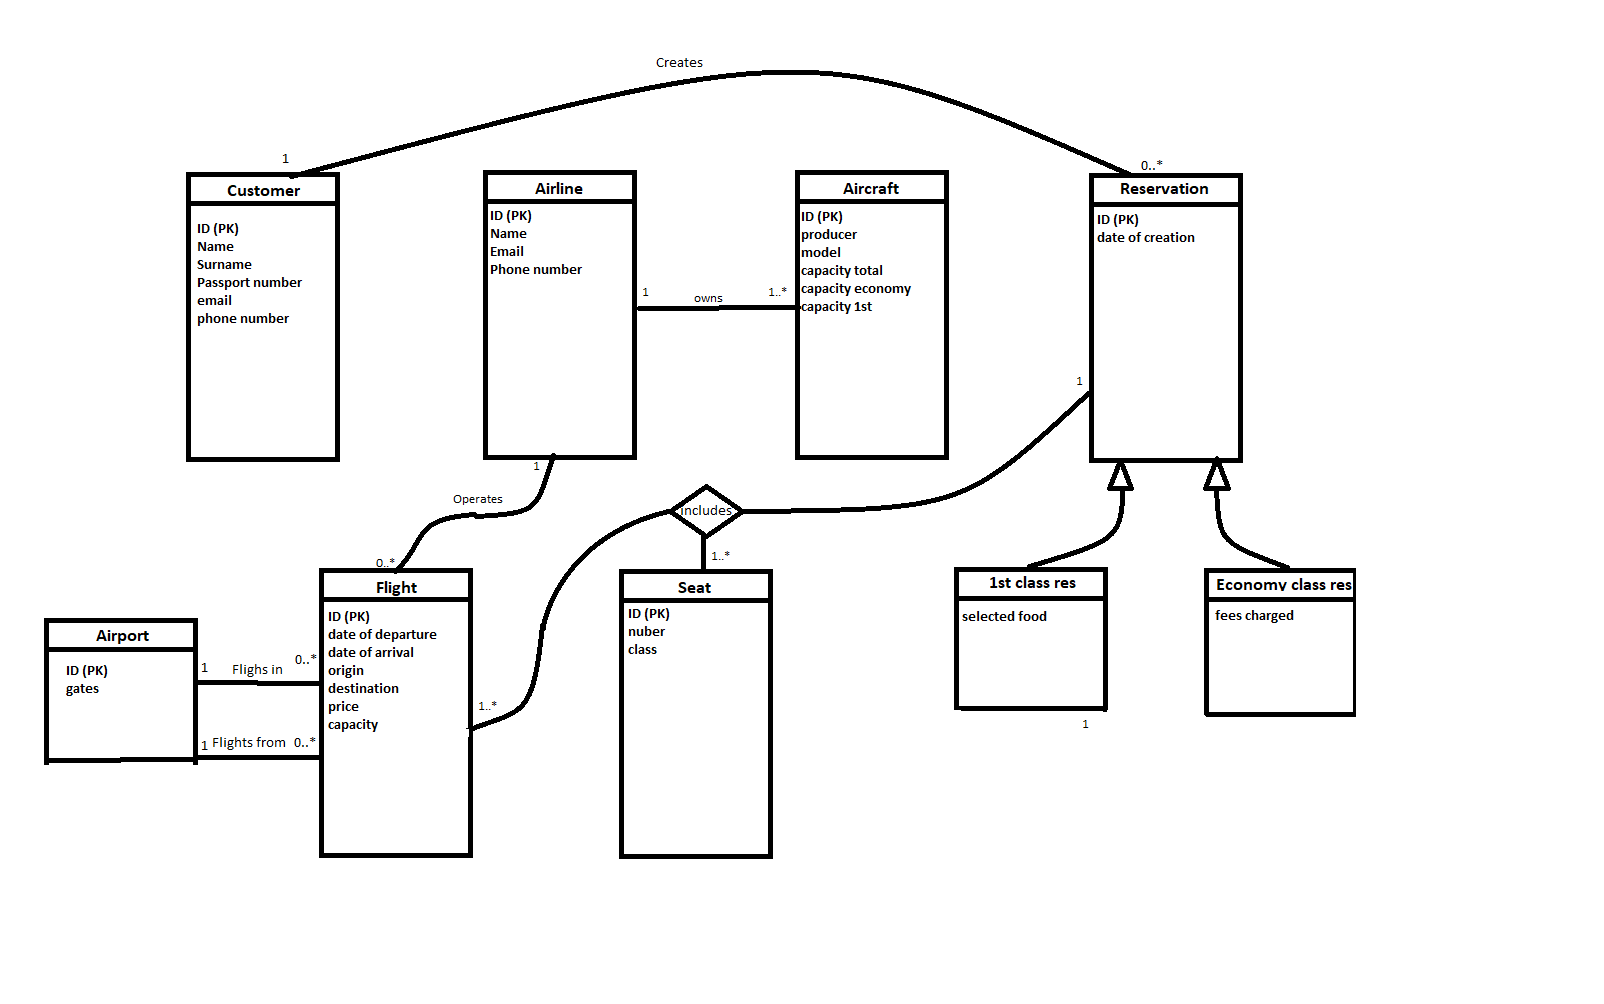 Creates
1
0..*
Customer
ID (PK)
Name
Surname
Passport number
email
phone number
Airline
ID (PK)
Name
Email
Phone number
1
owns
1..*
Aircraft
ID (PK)
producer
model
capacity total
capacity economy
capacity 1st
Reservation
ID (PK)
date of creation
1
1
Operates
0..*
includes
1..*
Flight
ID (PK)
date of departure
date of arrival
origin
destination
price
capacity
1..*
Seat
ID (PK)
nuber
class
1st class res
selected food
1
Economy class res
fees charged
Airport
ID (PK)
gates
1
Flighs in
0..*
1
Flights from
0..*